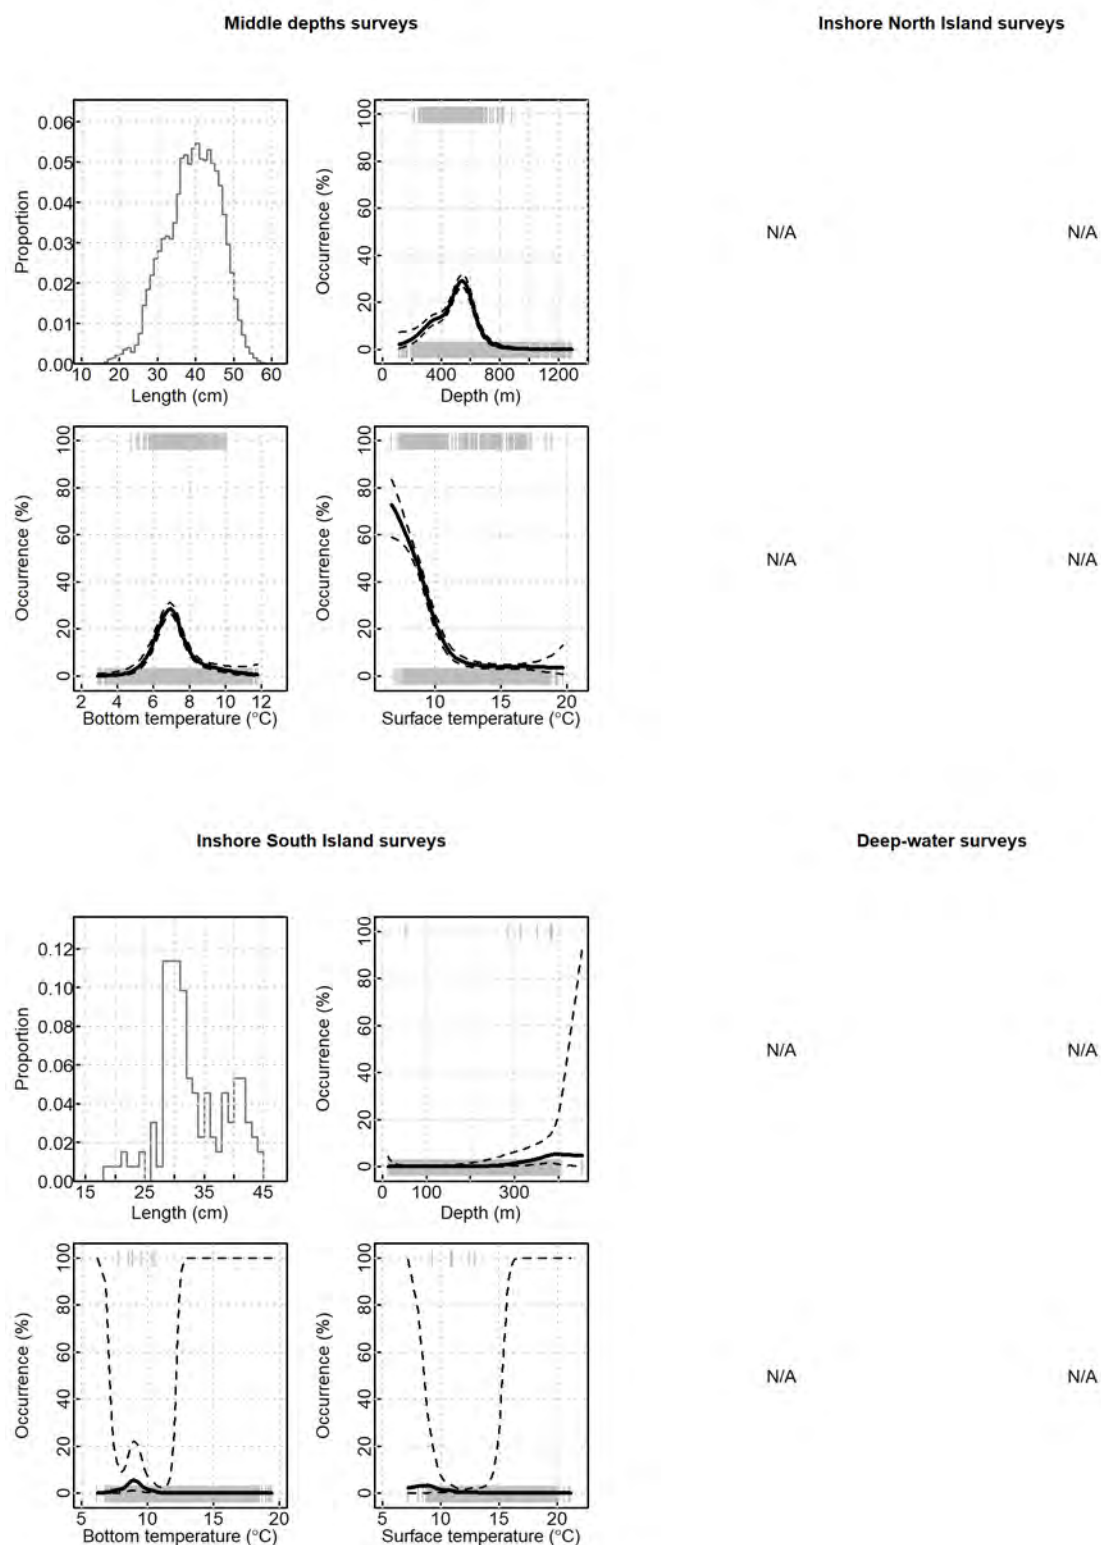 Middle depths surveys
Inshore North Island surveys
Proportion
0.06
0.05
0.04
0.03
0.02
0.01
0.00
10 20 30 40 50 60
Length (cm)
Occurrence (%)
100
80
60
40
20
0
0 400 800 1200
Depth (m)
N/A
N/A
Occurrence (%)
100
80
60
40
20
0
2 4 6 8 10 12
Bottom temperature (°C)
Occurrence (%)
100
80
60
40
20
0
10 15 20
Surface temperature (°C)
N/A
N/A
Inshore South Island surveys
Deep-water surveys
Proportion
0.12
0.10
0.08
0.06
0.04
0.02
0.00
15 25 35 45
Length (cm)
Occurrence (%)
100
80
60
40
20
0
0 100 300
Depth (m)
N/A
N/A
Occurrence (%)
100
80
60
40
20
0
5 10 15 20
Bottom temperature (°C)
Occurrence (%)
100
80
60
40
20
0
5 10 15 20
Surface temperature (°C)
N/A
N/A